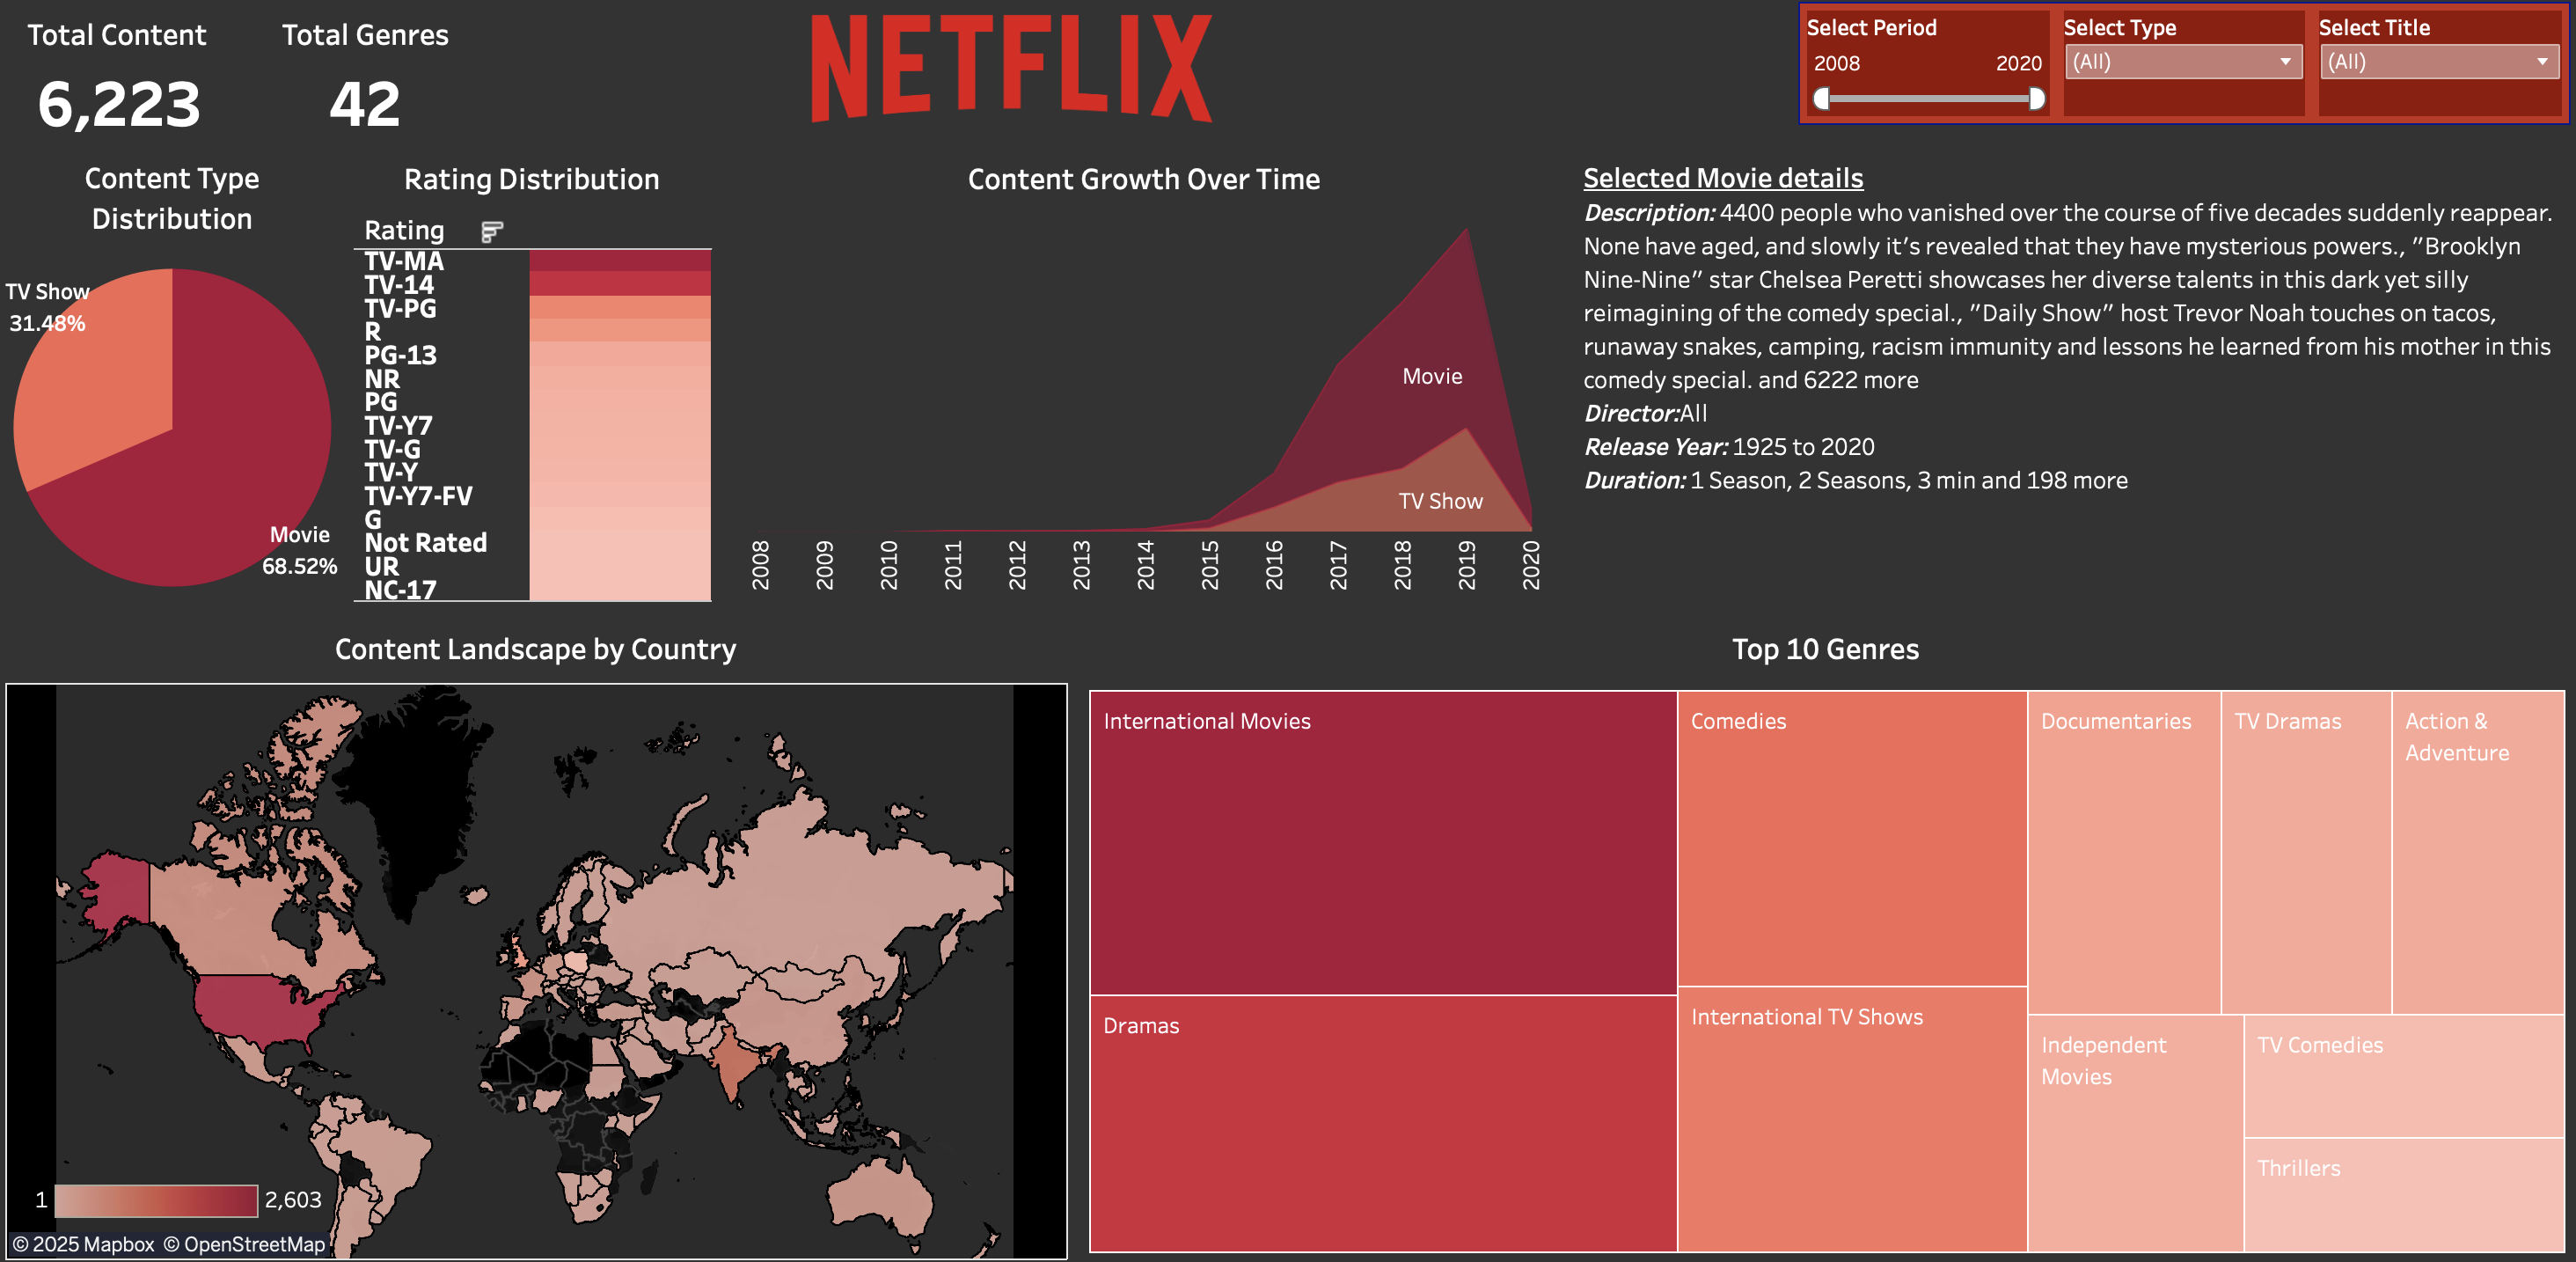 Total Content
6,223
Total Genres
42
NETFLIX
Select Period
2008 2020
Select Type
(All)
Select Title
(All)
Content Type
Distribution
TV Show
31.48%
Movie
68.52%
Rating Distribution
Rating
TV-MA
TV-14
TV-PG
R
PG-13
NR
PG
TV-Y7
TV-G
TV-Y
TV-Y7-FV
G
Not Rated
UR
NC-17
Content Growth Over Time
Movie
TV Show
2008 2009 2010 2011 2012 2013 2014 2015 2016 2017 2018 2019 2020
Selected Movie details
Description: 4400 people who vanished over the course of five decades suddenly reappear.
None have aged, and slowly it’s revealed that they have mysterious powers., ”Brooklyn
Nine-Nine” star Chelsea Peretti showcases her diverse talents in this dark yet silly
reimagining of the comedy special., ”Daily Show” host Trevor Noah touches on tacos,
runaway snakes, camping, racism immunity and lessons he learned from his mother in this
comedy special. and 6222 more
Director:All
Release Year: 1925 to 2020
Duration: 1 Season, 2 Seasons, 3 min and 198 more
Content Landscape by Country
1 2,603
© 2025 Mapbox © OpenStreetMap
Top 10 Genres
International Movies
Dramas
Comedies
International TV Shows
Documentaries
TV Dramas
Action &
Adventure
Independent
Movies
TV Comedies
Thrillers